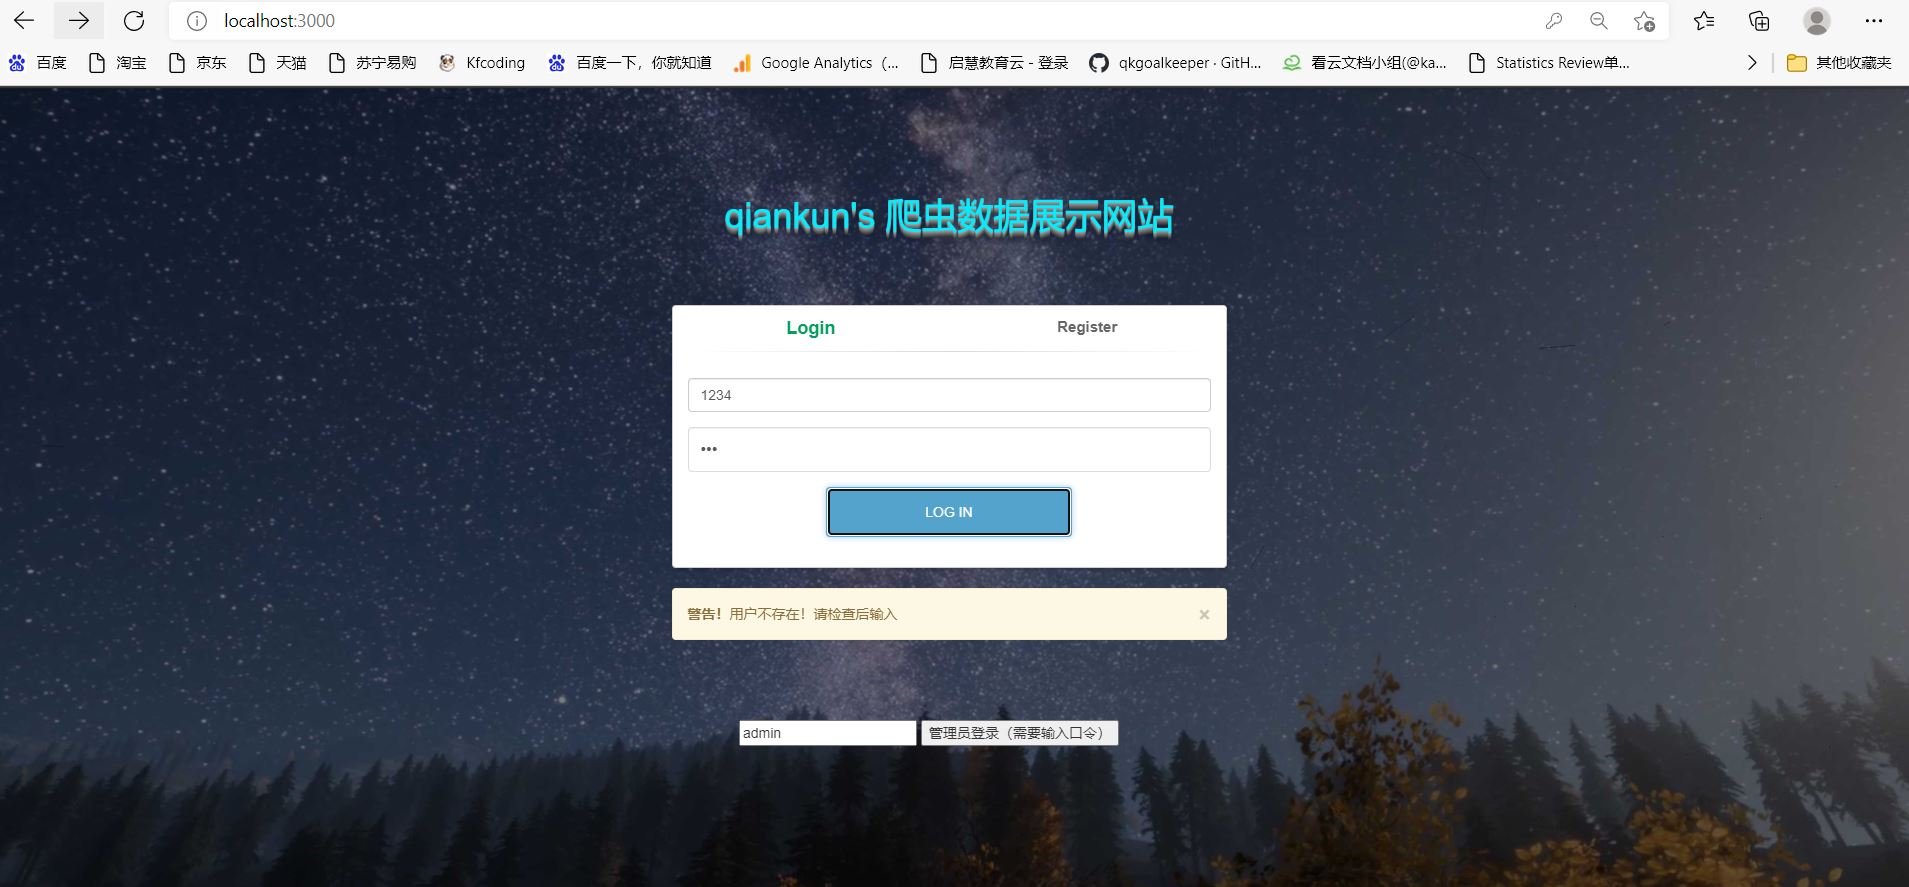 localhost:3000
百度 淘宝 京东 天猫 苏宁易购 Kfcoding 百度一下，你就知道 Google Analytics（... 启慧教育云 - 登录 qkgoalkeeper · GitH... 看云文档小组(@ka... Statistics Review单... 其他收藏夹
qiankun's 爬虫数据展示网站
Login Register
1234
•••
LOG IN
警告！用户不存在！请检查后输入 ×
admin 管理员登录（需要输入口令）